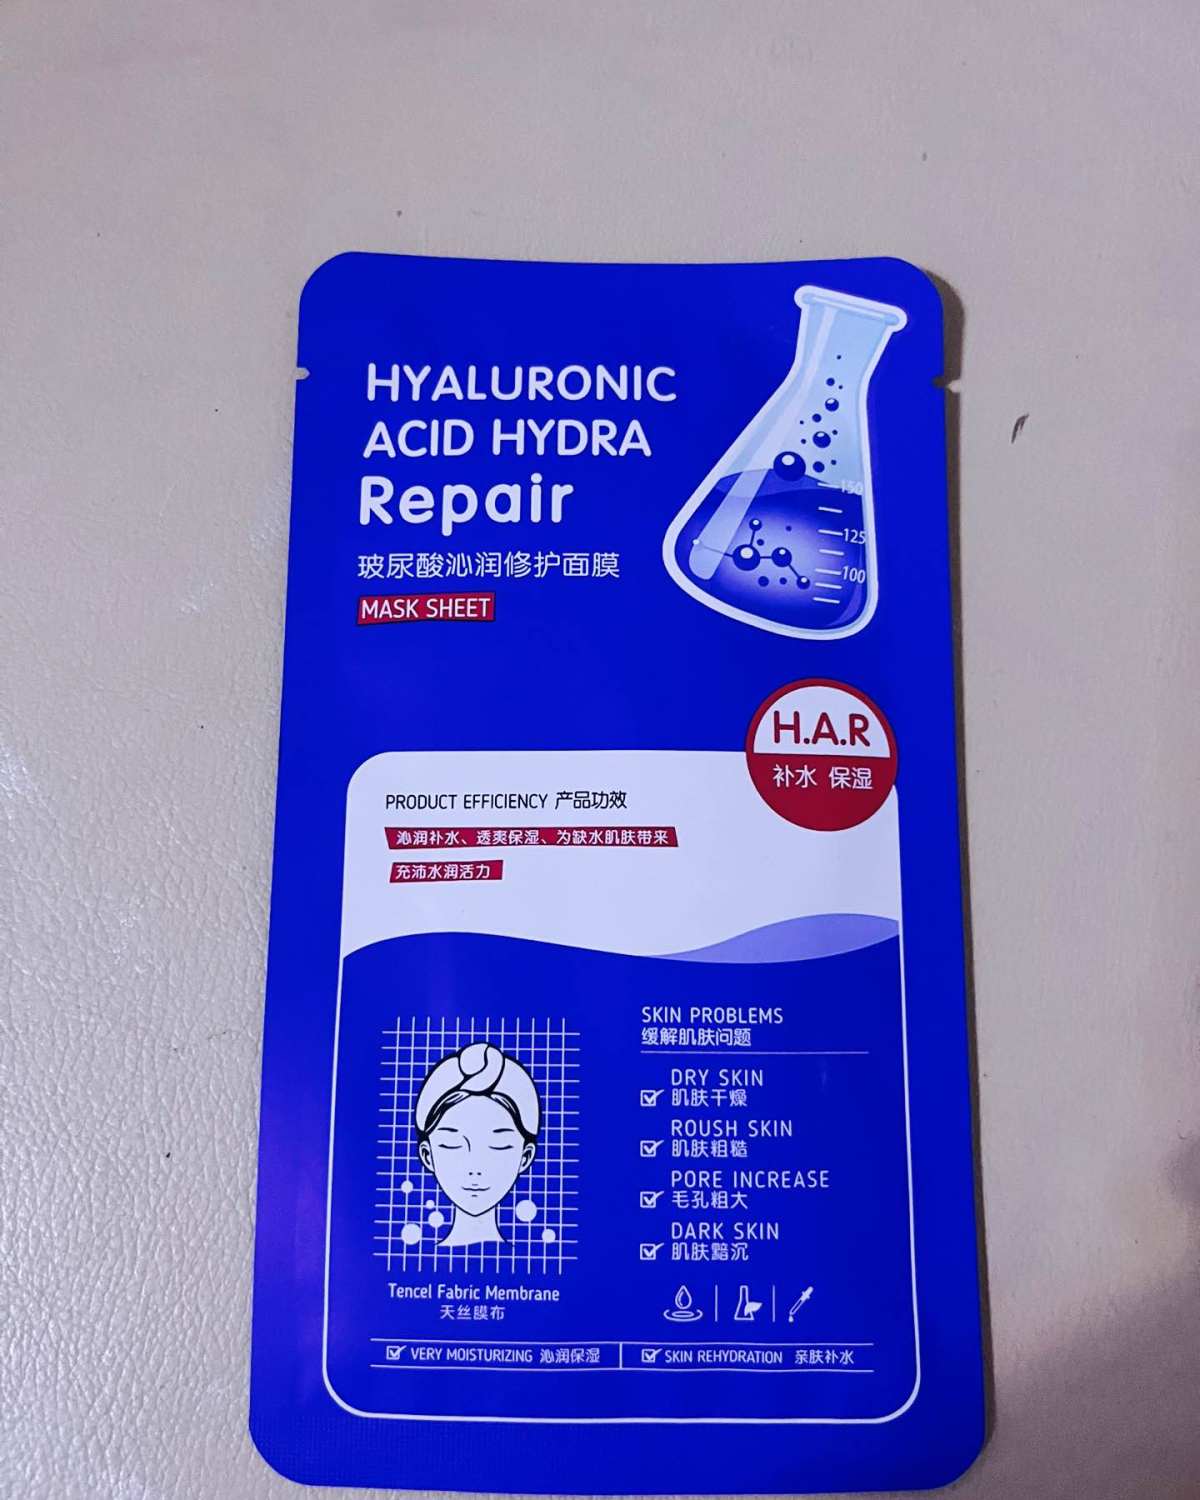 HYALURONIC
ACID HYDRA
Repair
玻尿酸沁润修护面膜
MASK SHEET
150
125
100
H.A.R
补水 保湿
PRODUCT EFFICIENCY 产品功效
沁润补水、透爽保湿、为缺水肌肤带来
充沛水润活力
SKIN PROBLEMS
缓解肌肤问题
DRY SKIN
肌肤干燥
ROUSH SKIN
肌肤粗糙
PORE INCREASE
毛孔粗大
DARK SKIN
肌肤黯沉
Tencel Fabric Membrane
天丝膜布
VERY MOISTURIZING 沁润保湿
SKIN REHYDRATION 亲肤补水